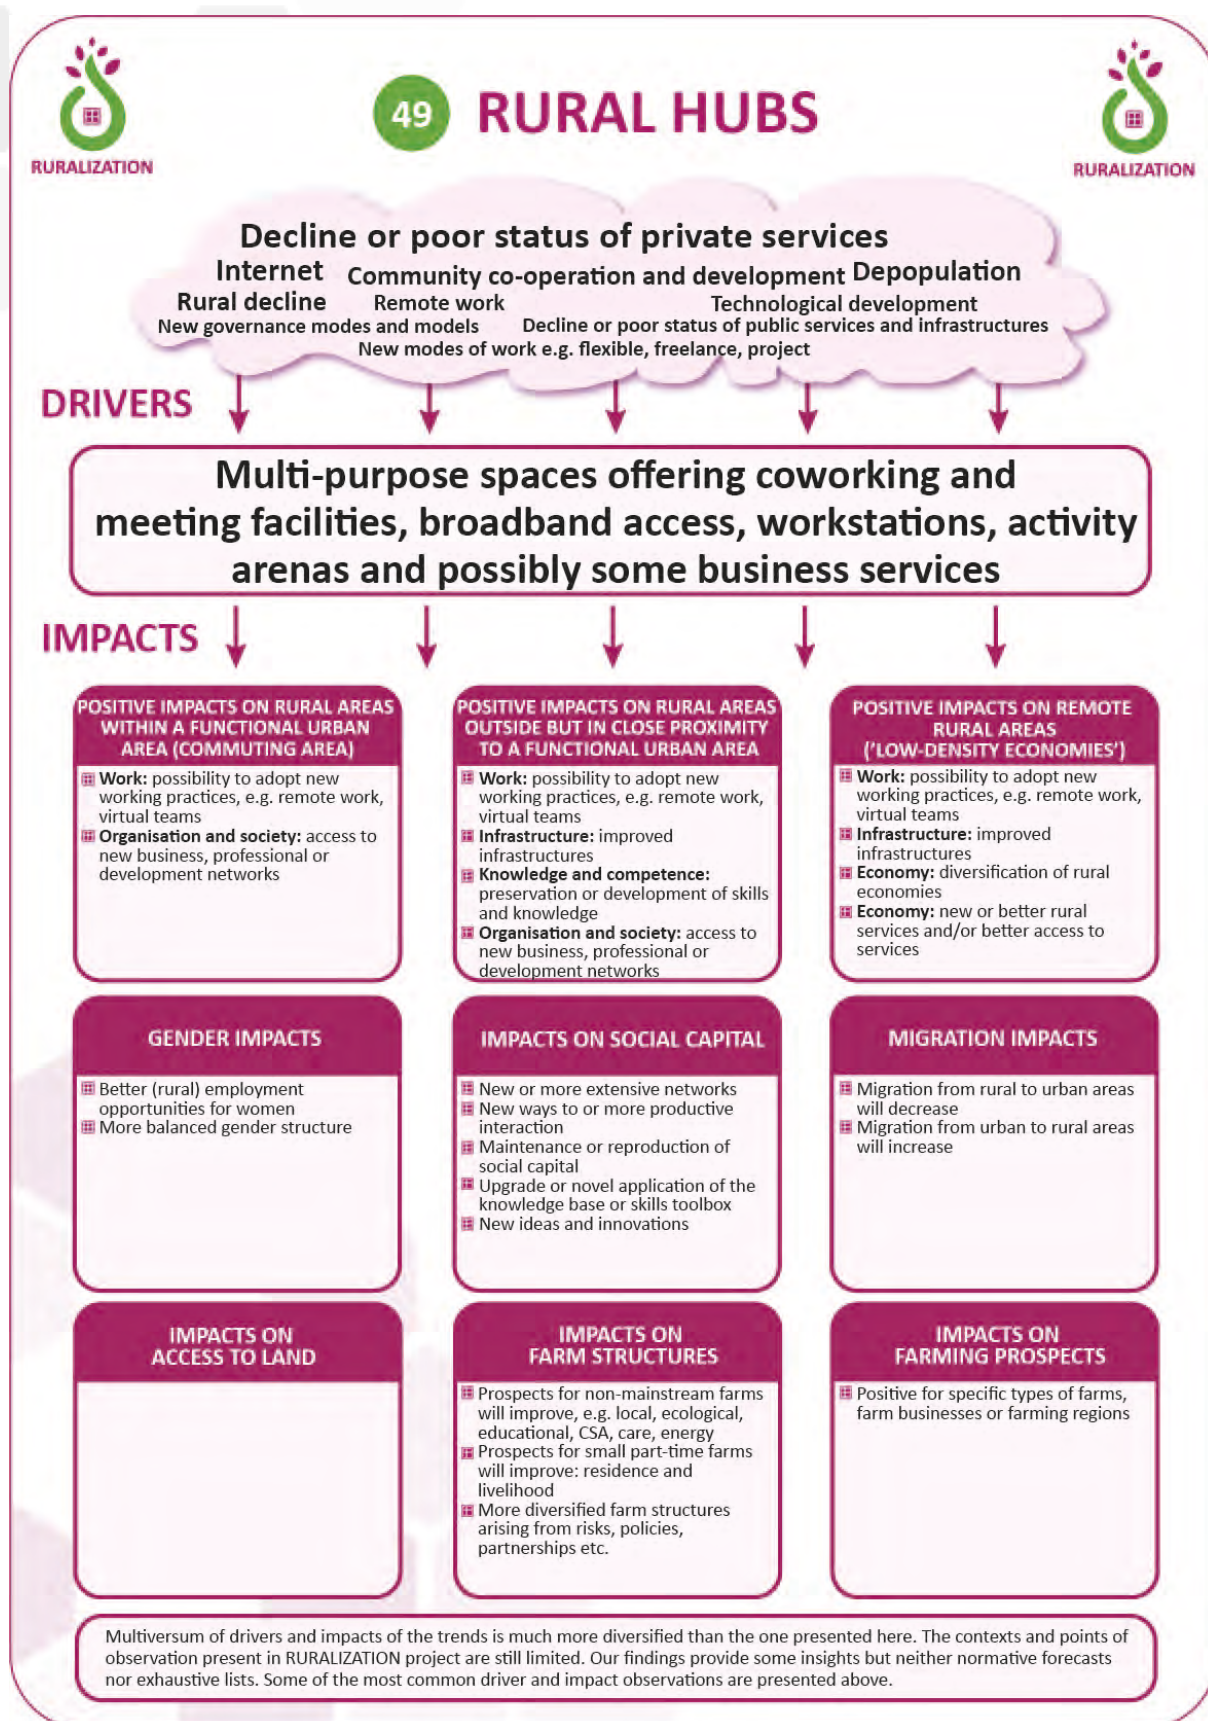 RURALIZATION
49 RURAL HUBS
RURALIZATION
Decline or poor status of private services
Internet Community co-operation and development Depopulation
Rural decline Remote work Technological development
New governance modes and models Decline or poor status of public services and infrastructures
New modes of work e.g. flexible, freelance, project
DRIVERS
Multi-purpose spaces offering coworking and
meeting facilities, broadband access, workstations, activity
arenas and possibly some business services
IMPACTS
POSITIVE IMPACTS ON RURAL AREAS
WITHIN A FUNCTIONAL URBAN
AREA (COMMUTING AREA)
Work: possibility to adopt new
working practices, e.g. remote work,
virtual teams
Organisation and society: access to
new business, professional or
development networks
POSITIVE IMPACTS ON RURAL AREAS
OUTSIDE BUT IN CLOSE PROXIMITY
TO A FUNCTIONAL URBAN AREA
Work: possibility to adopt new
working practices, e.g. remote work,
virtual teams
Infrastructure: improved
infrastructures
Knowledge and competence:
preservation or development of skills
and knowledge
Organisation and society: access to
new business, professional or
development networks
POSITIVE IMPACTS ON REMOTE
RURAL AREAS
('LOW-DENSITY ECONOMIES')
Work: possibility to adopt new
working practices, e.g. remote work,
virtual teams
Infrastructure: improved
infrastructures
Economy: diversification of rural
economies
Economy: new or better rural
services and/or better access to
services
GENDER IMPACTS
Better (rural) employment
opportunities for women
More balanced gender structure
IMPACTS ON SOCIAL CAPITAL
New or more extensive networks
New ways to or more productive
interaction
Maintenance or reproduction of
social capital
Upgrade or novel application of the
knowledge base or skills toolbox
New ideas and innovations
MIGRATION IMPACTS
Migration from rural to urban areas
will decrease
Migration from urban to rural areas
will increase
IMPACTS ON
ACCESS TO LAND
IMPACTS ON
FARM STRUCTURES
Prospects for non-mainstream farms
will improve, e.g. local, ecological,
educational, CSA, care, energy
Prospects for small part-time farms
will improve: residence and
livelihood
More diversified farm structures
arising from risks, policies,
partnerships etc.
IMPACTS ON
FARMING PROSPECTS
Positive for specific types of farms,
farm businesses or farming regions
Multiversum of drivers and impacts of the trends is much more diversified than the one presented here. The contexts and points of
observation present in RURALIZATION project are still limited. Our findings provide some insights but neither normative forecasts
nor exhaustive lists. Some of the most common driver and impact observations are presented above.